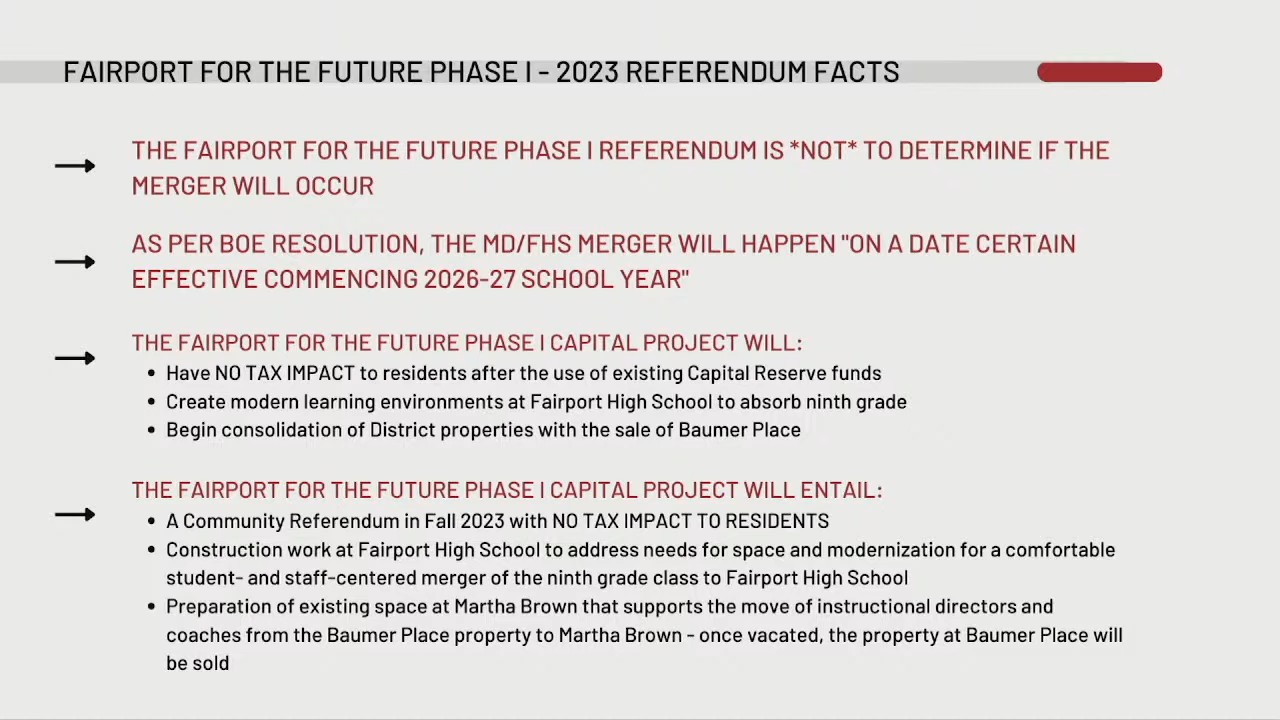 FAIRPORT FOR THE FUTURE PHASE I - 2023 REFERENDUM FACTS
THE FAIRPORT FOR THE FUTURE PHASE I REFERENDUM IS *NOT* TO DETERMINE IF THE
MERGER WILL OCCUR
AS PER BOE RESOLUTION, THE MD/FHS MERGER WILL HAPPEN "ON A DATE CERTAIN
EFFECTIVE COMMENCING 2026-27 SCHOOL YEAR"
THE FAIRPORT FOR THE FUTURE PHASE I CAPITAL PROJECT WILL:
• Have NO TAX IMPACT to residents after the use of existing Capital Reserve funds
• Create modern learning environments at Fairport High School to absorb ninth grade
• Begin consolidation of District properties with the sale of Baumer Place
THE FAIRPORT FOR THE FUTURE PHASE I CAPITAL PROJECT WILL ENTAIL:
• A Community Referendum in Fall 2023 with NO TAX IMPACT TO RESIDENTS
• Construction work at Fairport High School to address needs for space and modernization for a comfortable
student- and staff-centered merger of the ninth grade class to Fairport High School
• Preparation of existing space at Martha Brown that supports the move of instructional directors and
coaches from the Baumer Place property to Martha Brown - once vacated, the property at Baumer Place will
be sold